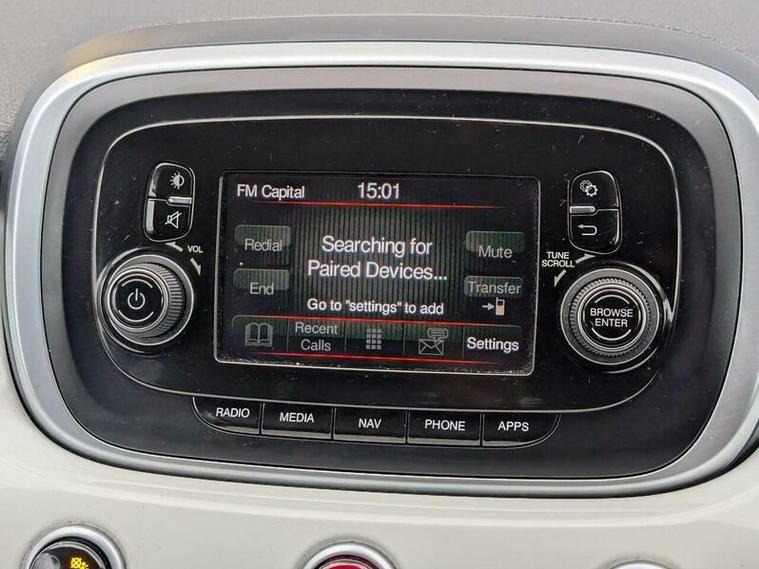 FM Capital 15:01
Redial
Searching for
Paired Devices...
Mute
End
Transfer
Go to "settings" to add
Recent
Calls
Settings
VOL
TUNE
SCROLL
BROWSE
ENTER
RADIO MEDIA NAV PHONE APPS